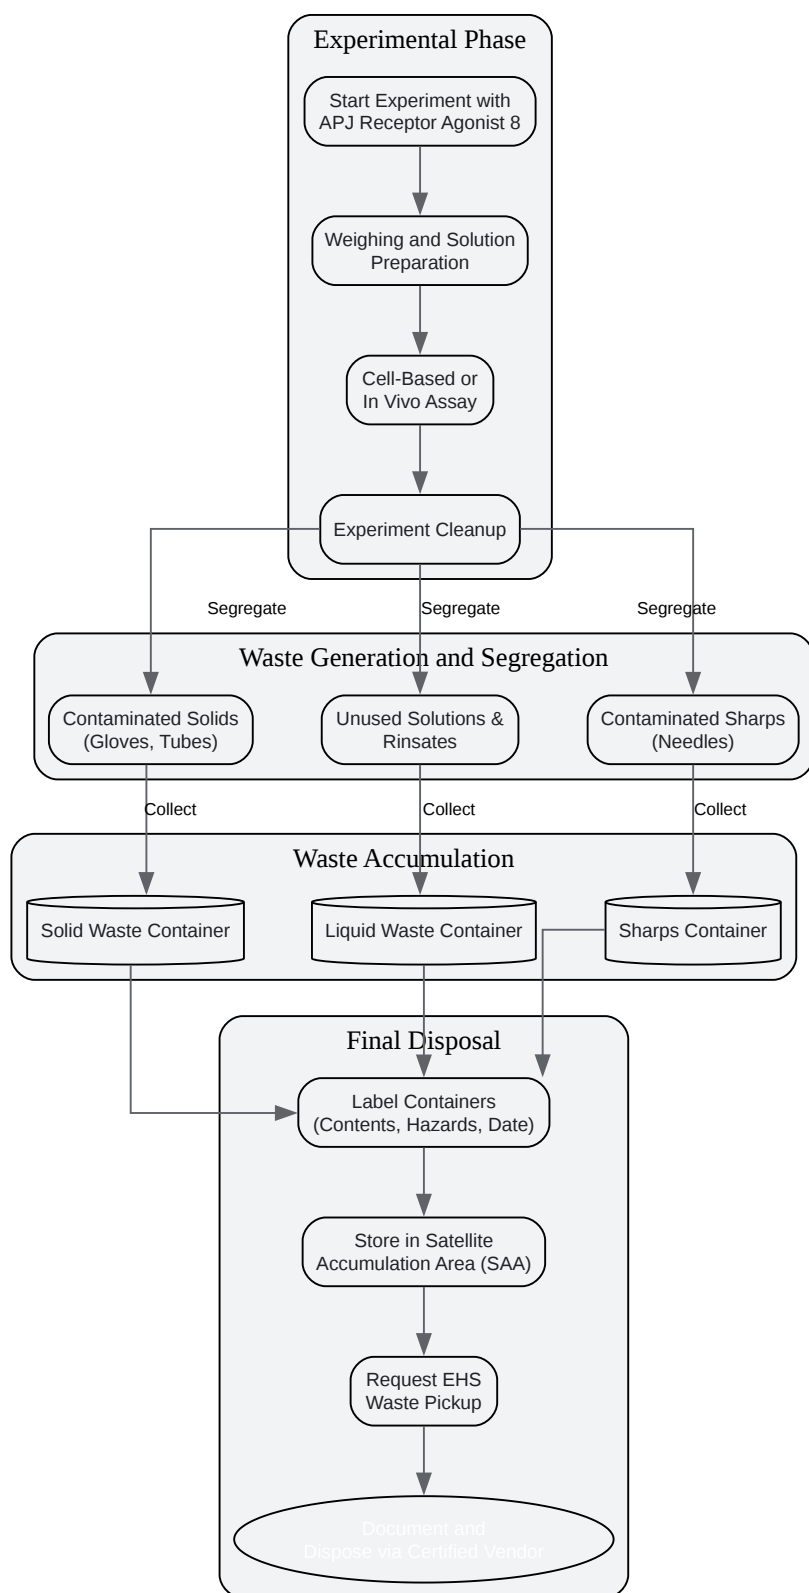 Experimental Phase
Start Experiment with
APJ Receptor Agonist 8
Weighing and Solution
Preparation
Cell-Based or
In Vivo Assay
Experiment Cleanup
Segregate
Segregate
Segregate
Waste Generation and Segregation
Contaminated Solids
(Gloves, Tubes)
Unused Solutions &
Rinsates
Contaminated Sharps
(Needles)
Collect
Collect
Collect
Waste Accumulation
Solid Waste Container
Liquid Waste Container
Sharps Container
Final Disposal
Label Containers
(Contents, Hazards, Date)
Store in Satellite
Accumulation Area (SAA)
Request EHS
Waste Pickup
Document and
Dispose via Certified Vendor